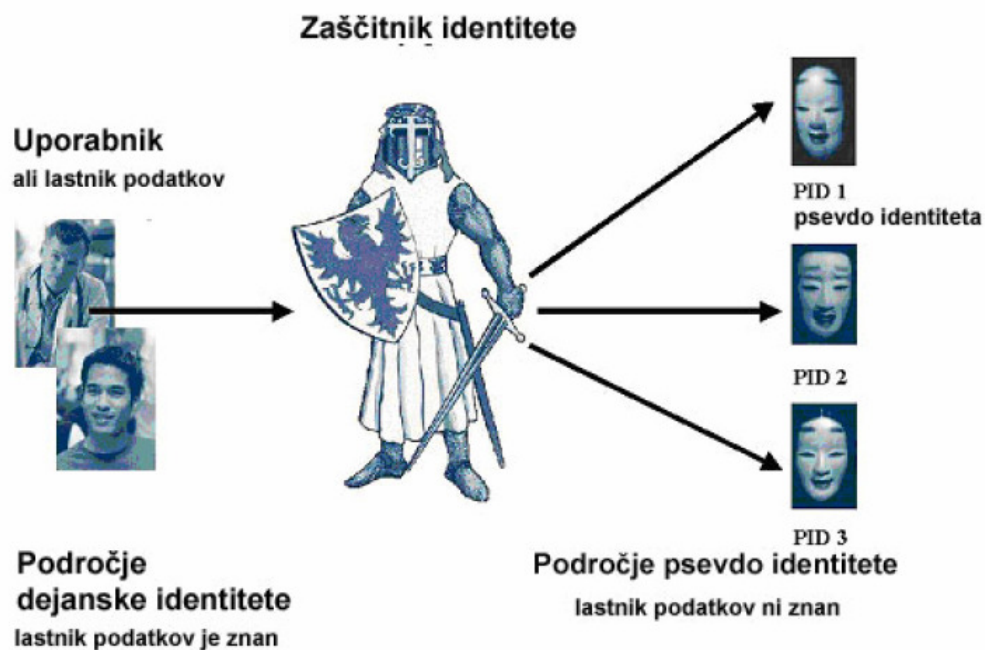 Zaščitnik identitete
Uporabnik
ali lastnik podatkov
PID 1
psevdo identiteta
PID 2
PID 3
Področje
dejanske identitete
lastnik podatkov je znan
Področje psevdo identitete
lastnik podatkov ni znan